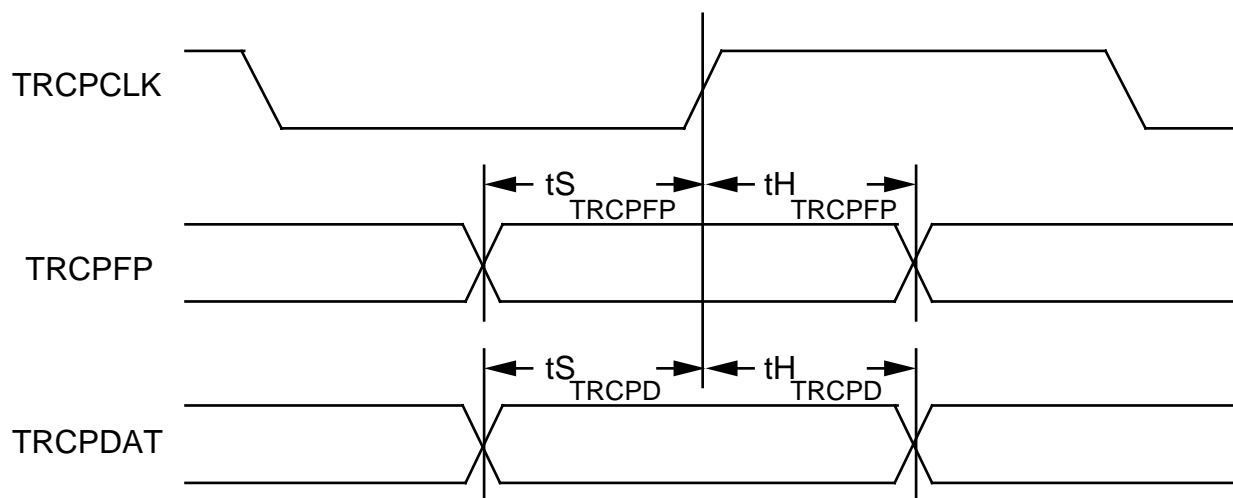 TRCPCLK
tS TRCPFP
tH TRCPFP
TRCPFP
tS TRCPD
tH TRCPD
TRCPDAT